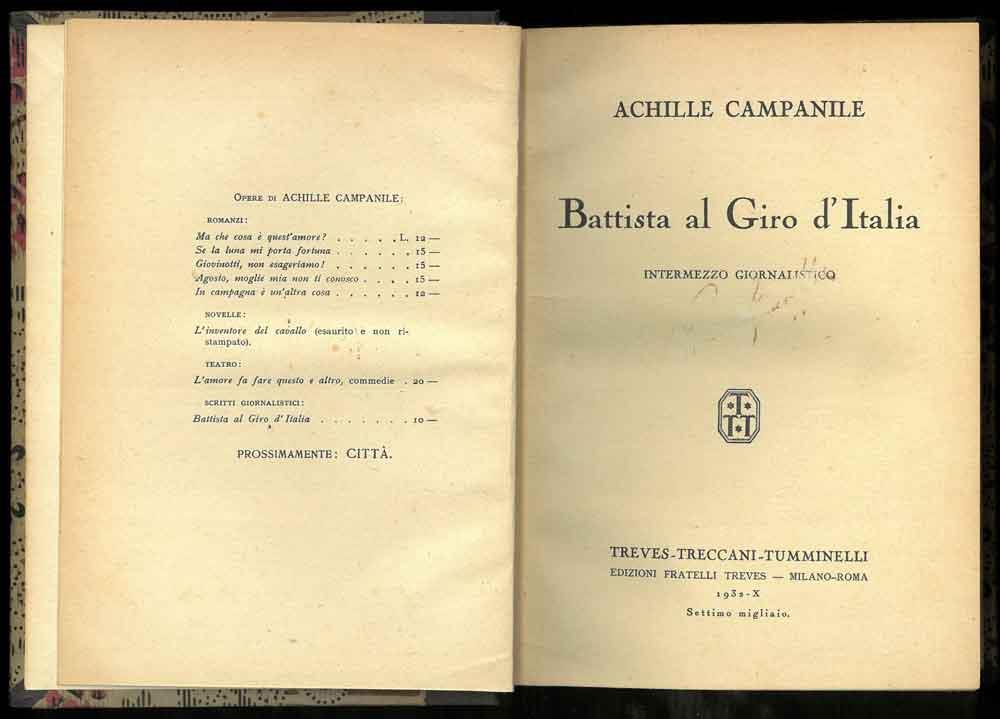 Opere di ACHILLE CAMPANILE:
ROMANZI:
Ma che cosa è quest'amore? . . . . . L. 12 —
Se la luna mi porta fortuna . . . . . . 15 —
Giovinotti, non esageriamo! . . . . . . 15 —
Agosto, moglie mia non ti conosco . . . . 15 —
In campagna è un'altra cosa . . . . . . 12 —
NOVELLE:
L'inventore del cavallo (esaurito e non ri-
stampato).
TEATRO:
L'amore fa fare questo e altro, commedie . 20 —
SCRITTI GIORNALISTICI:
Battista al Giro d'Italia . . . . . . . 10 —
PROSSIMAMENTE: CITTÀ.
ACHILLE CAMPANILE
Battista al Giro d'Italia
INTERMEZZO GIORNALISTICO
T
T T
TREVES-TRECCANI-TUMMINELLI
EDIZIONI FRATELLI TREVES — MILANO-ROMA
1932-X
Settimo migliaio.